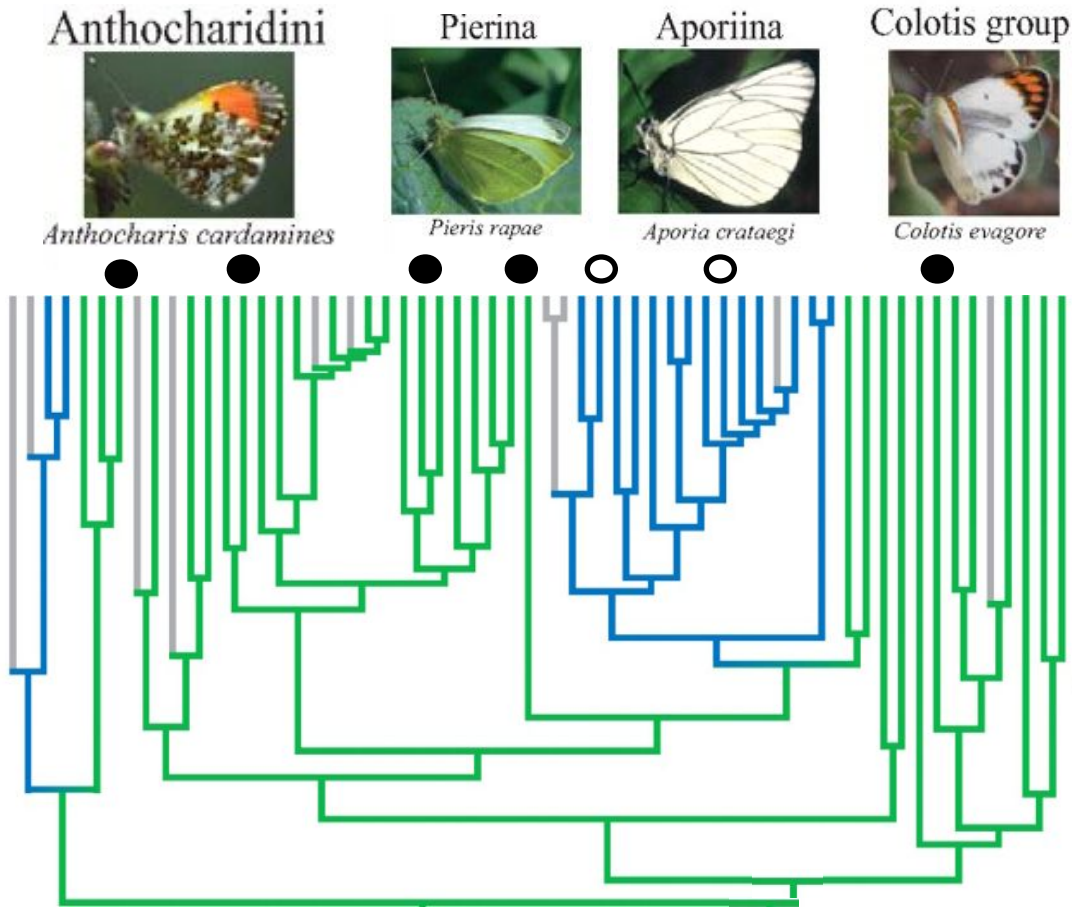 Anthocharidini
Pierina
Aporiina
Colotis group
Anthocharis cardamines
Pieris rapae
Aporia crataegi
Colotis evagore